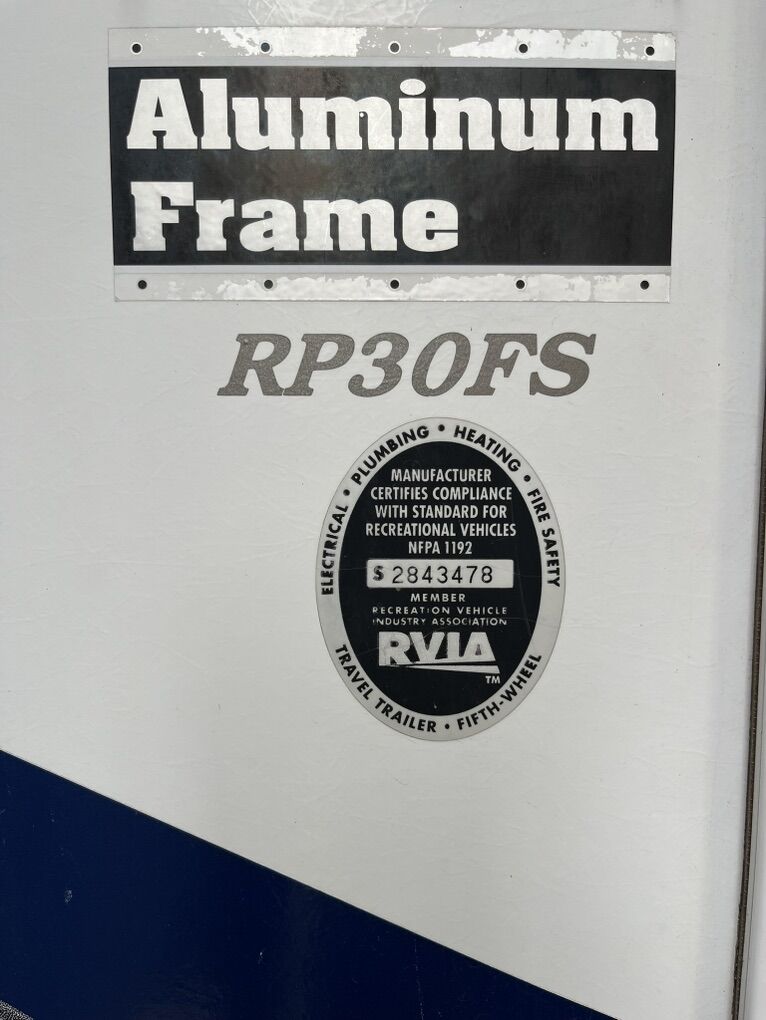 Aluminum
Frame
RP30FS
ELECTRICAL • PLUMBING • HEATING • FIRE SAFETY
MANUFACTURER
CERTIFIES COMPLIANCE
WITH STANDARD FOR
RECREATIONAL VEHICLES
NFPA 1192
S 2843478
MEMBER
RECREATION VEHICLE
INDUSTRY ASSOCIATION
RVIA
TM
TRAVEL TRAILER • FIFTH-WHEEL